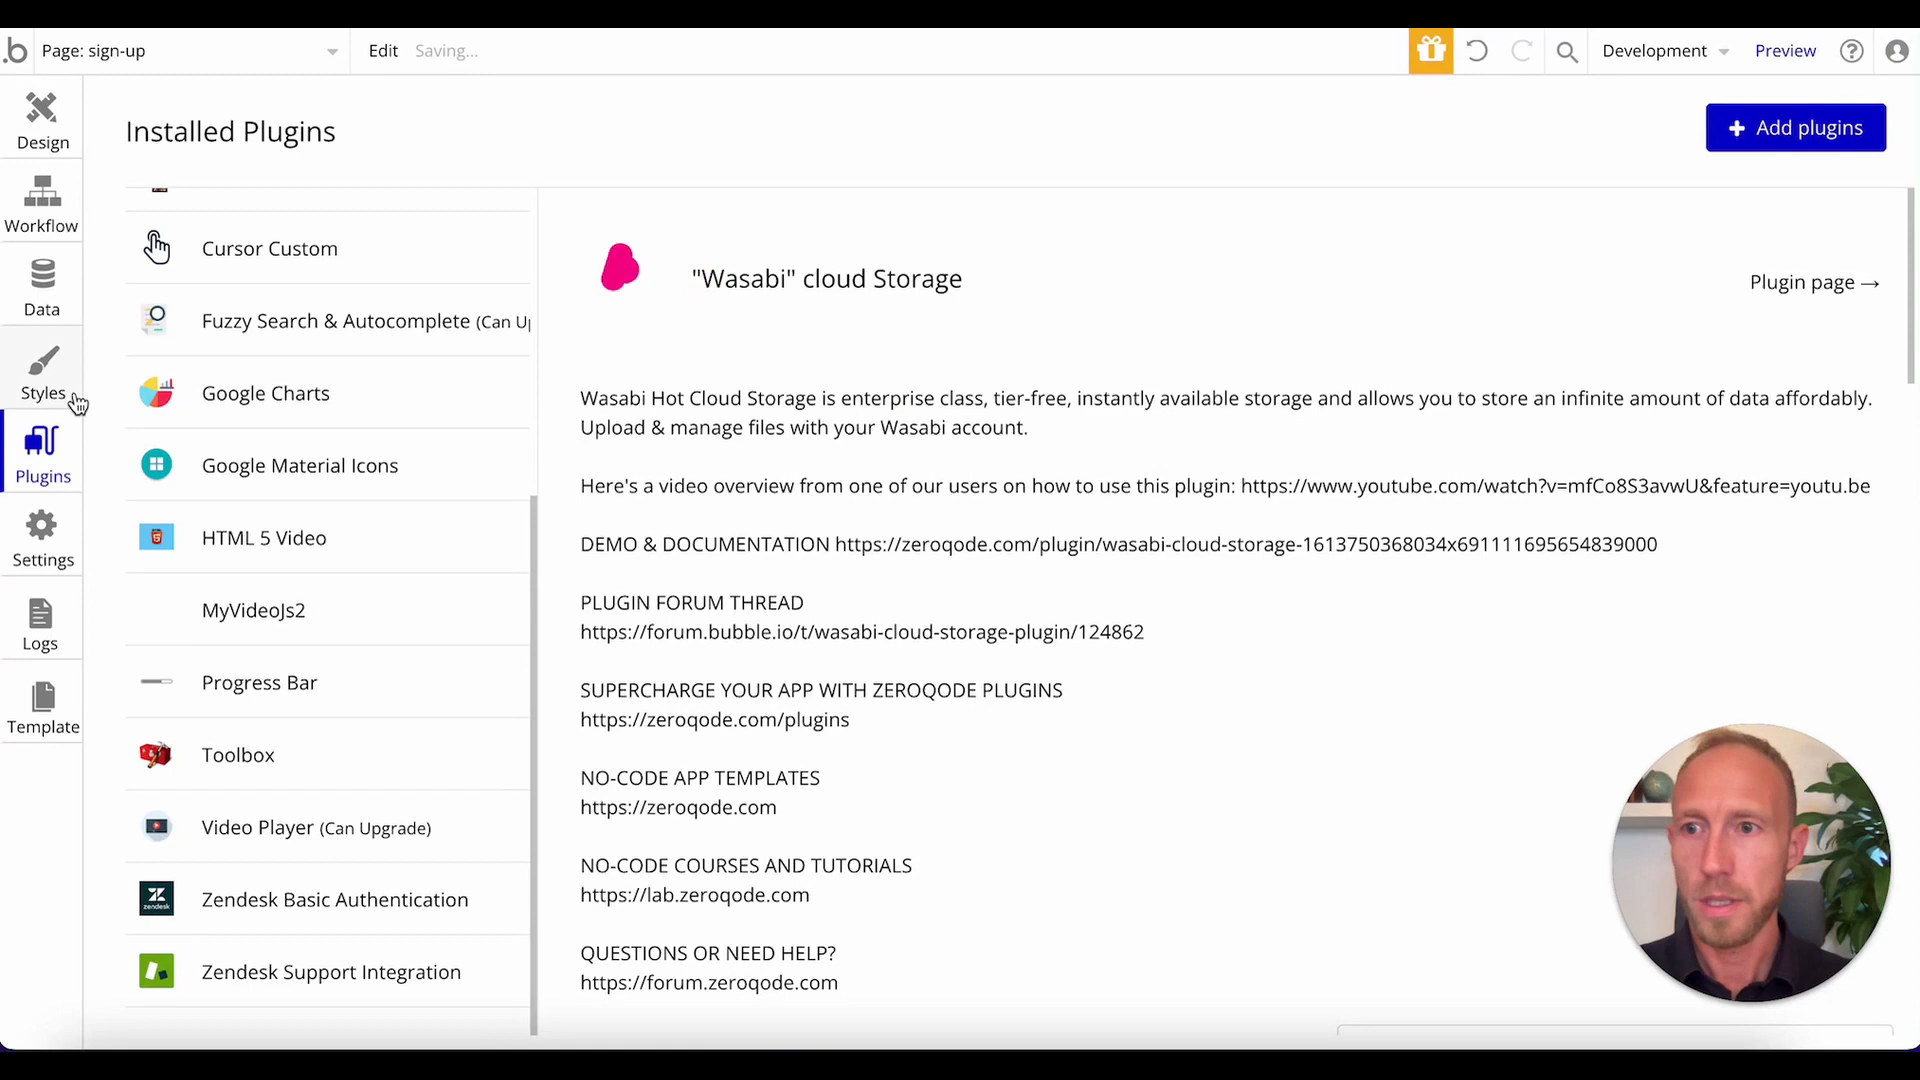 .b
Page: sign-up
Edit
Saving...
Development
Preview
?
Design
Workflow
Data
Styles
Plugins
Settings
Logs
Template
Installed Plugins
+ Add plugins
Cursor Custom
Fuzzy Search & Autocomplete (Can Up
Google Charts
Google Material Icons
HTML 5 Video
MyVideoJs2
Progress Bar
Toolbox
Video Player (Can Upgrade)
zendesk
Zendesk Basic Authentication
Zendesk Support Integration
"Wasabi" cloud Storage
Plugin page →
Wasabi Hot Cloud Storage is enterprise class, tier-free, instantly available storage and allows you to store an infinite amount of data affordably.
Upload & manage files with your Wasabi account.
Here's a video overview from one of our users on how to use this plugin: https://www.youtube.com/watch?v=mfCo8S3avwU&feature=youtu.be
DEMO & DOCUMENTATION https://zeroqode.com/plugin/wasabi-cloud-storage-1613750368034x691111695654839000
PLUGIN FORUM THREAD
https://forum.bubble.io/t/wasabi-cloud-storage-plugin/124862
SUPERCHARGE YOUR APP WITH ZEROQODE PLUGINS
https://zeroqode.com/plugins
NO-CODE APP TEMPLATES
https://zeroqode.com
NO-CODE COURSES AND TUTORIALS
https://lab.zeroqode.com
QUESTIONS OR NEED HELP?
https://forum.zeroqode.com